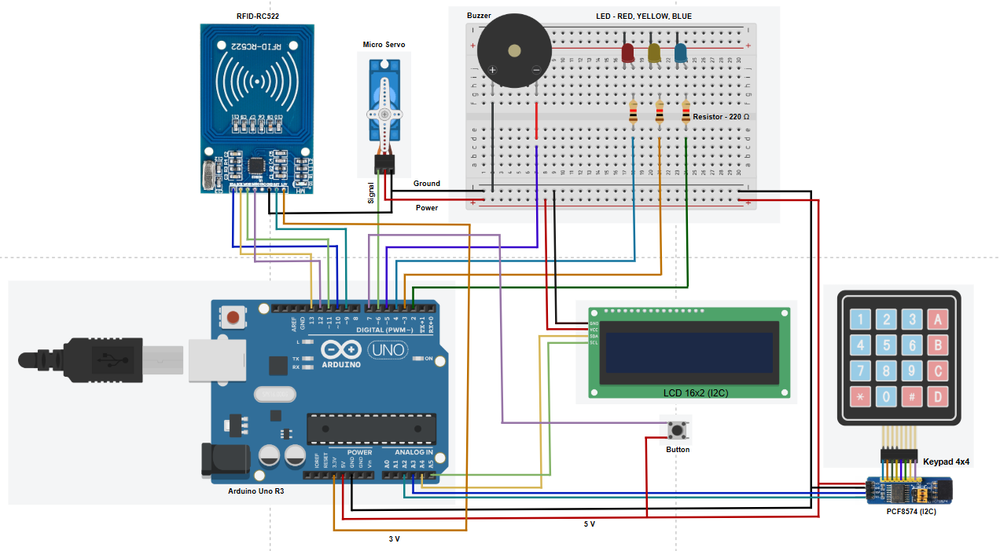 RFID-RC522
RFID-RC522
Micro Servo
Buzzer
LED - RED, YELLOW, BLUE
Resistor - 220 Ω
Signal
Ground
Power
AREF
GND
13
12
~11
~10
~9
8
7
~6
~5
4
~3
2
TX→1
RX←0
DIGITAL (PWM~)
L
TX
RX
ARDUINO
UNO
ON
POWER
ANALOG IN
IOREF
RESET
3.3V
5V
GND
GND
Vin
A0
A1
A2
A3
A4
A5
Arduino Uno R3
GND
VCC
SDA
SCL
LCD 16x2 (I2C)
Button
1 2 3 A
4 5 6 B
7 8 9 C
* 0 # D
Keypad 4x4
PCF8574 (I2C)
5 V
3 V